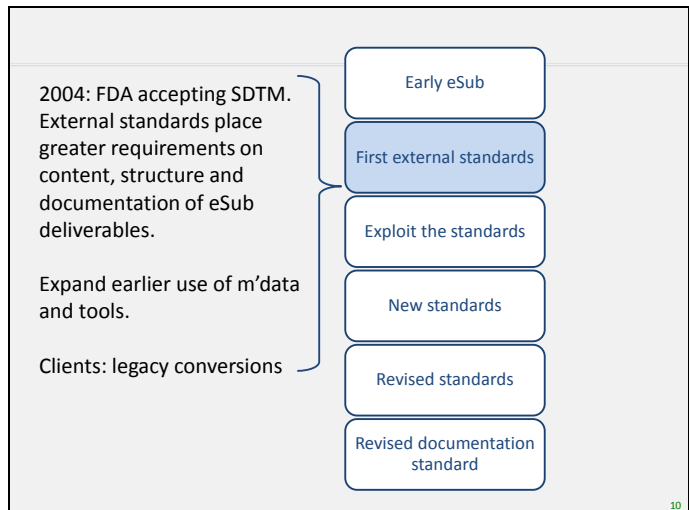 2004: FDA accepting SDTM.
External standards place
greater requirements on
content, structure and
documentation of eSub
deliverables.
Expand earlier use of m'data
and tools.
Clients: legacy conversions
Early eSub
First external standards
Exploit the standards
New standards
Revised standards
Revised documentation
standard
10